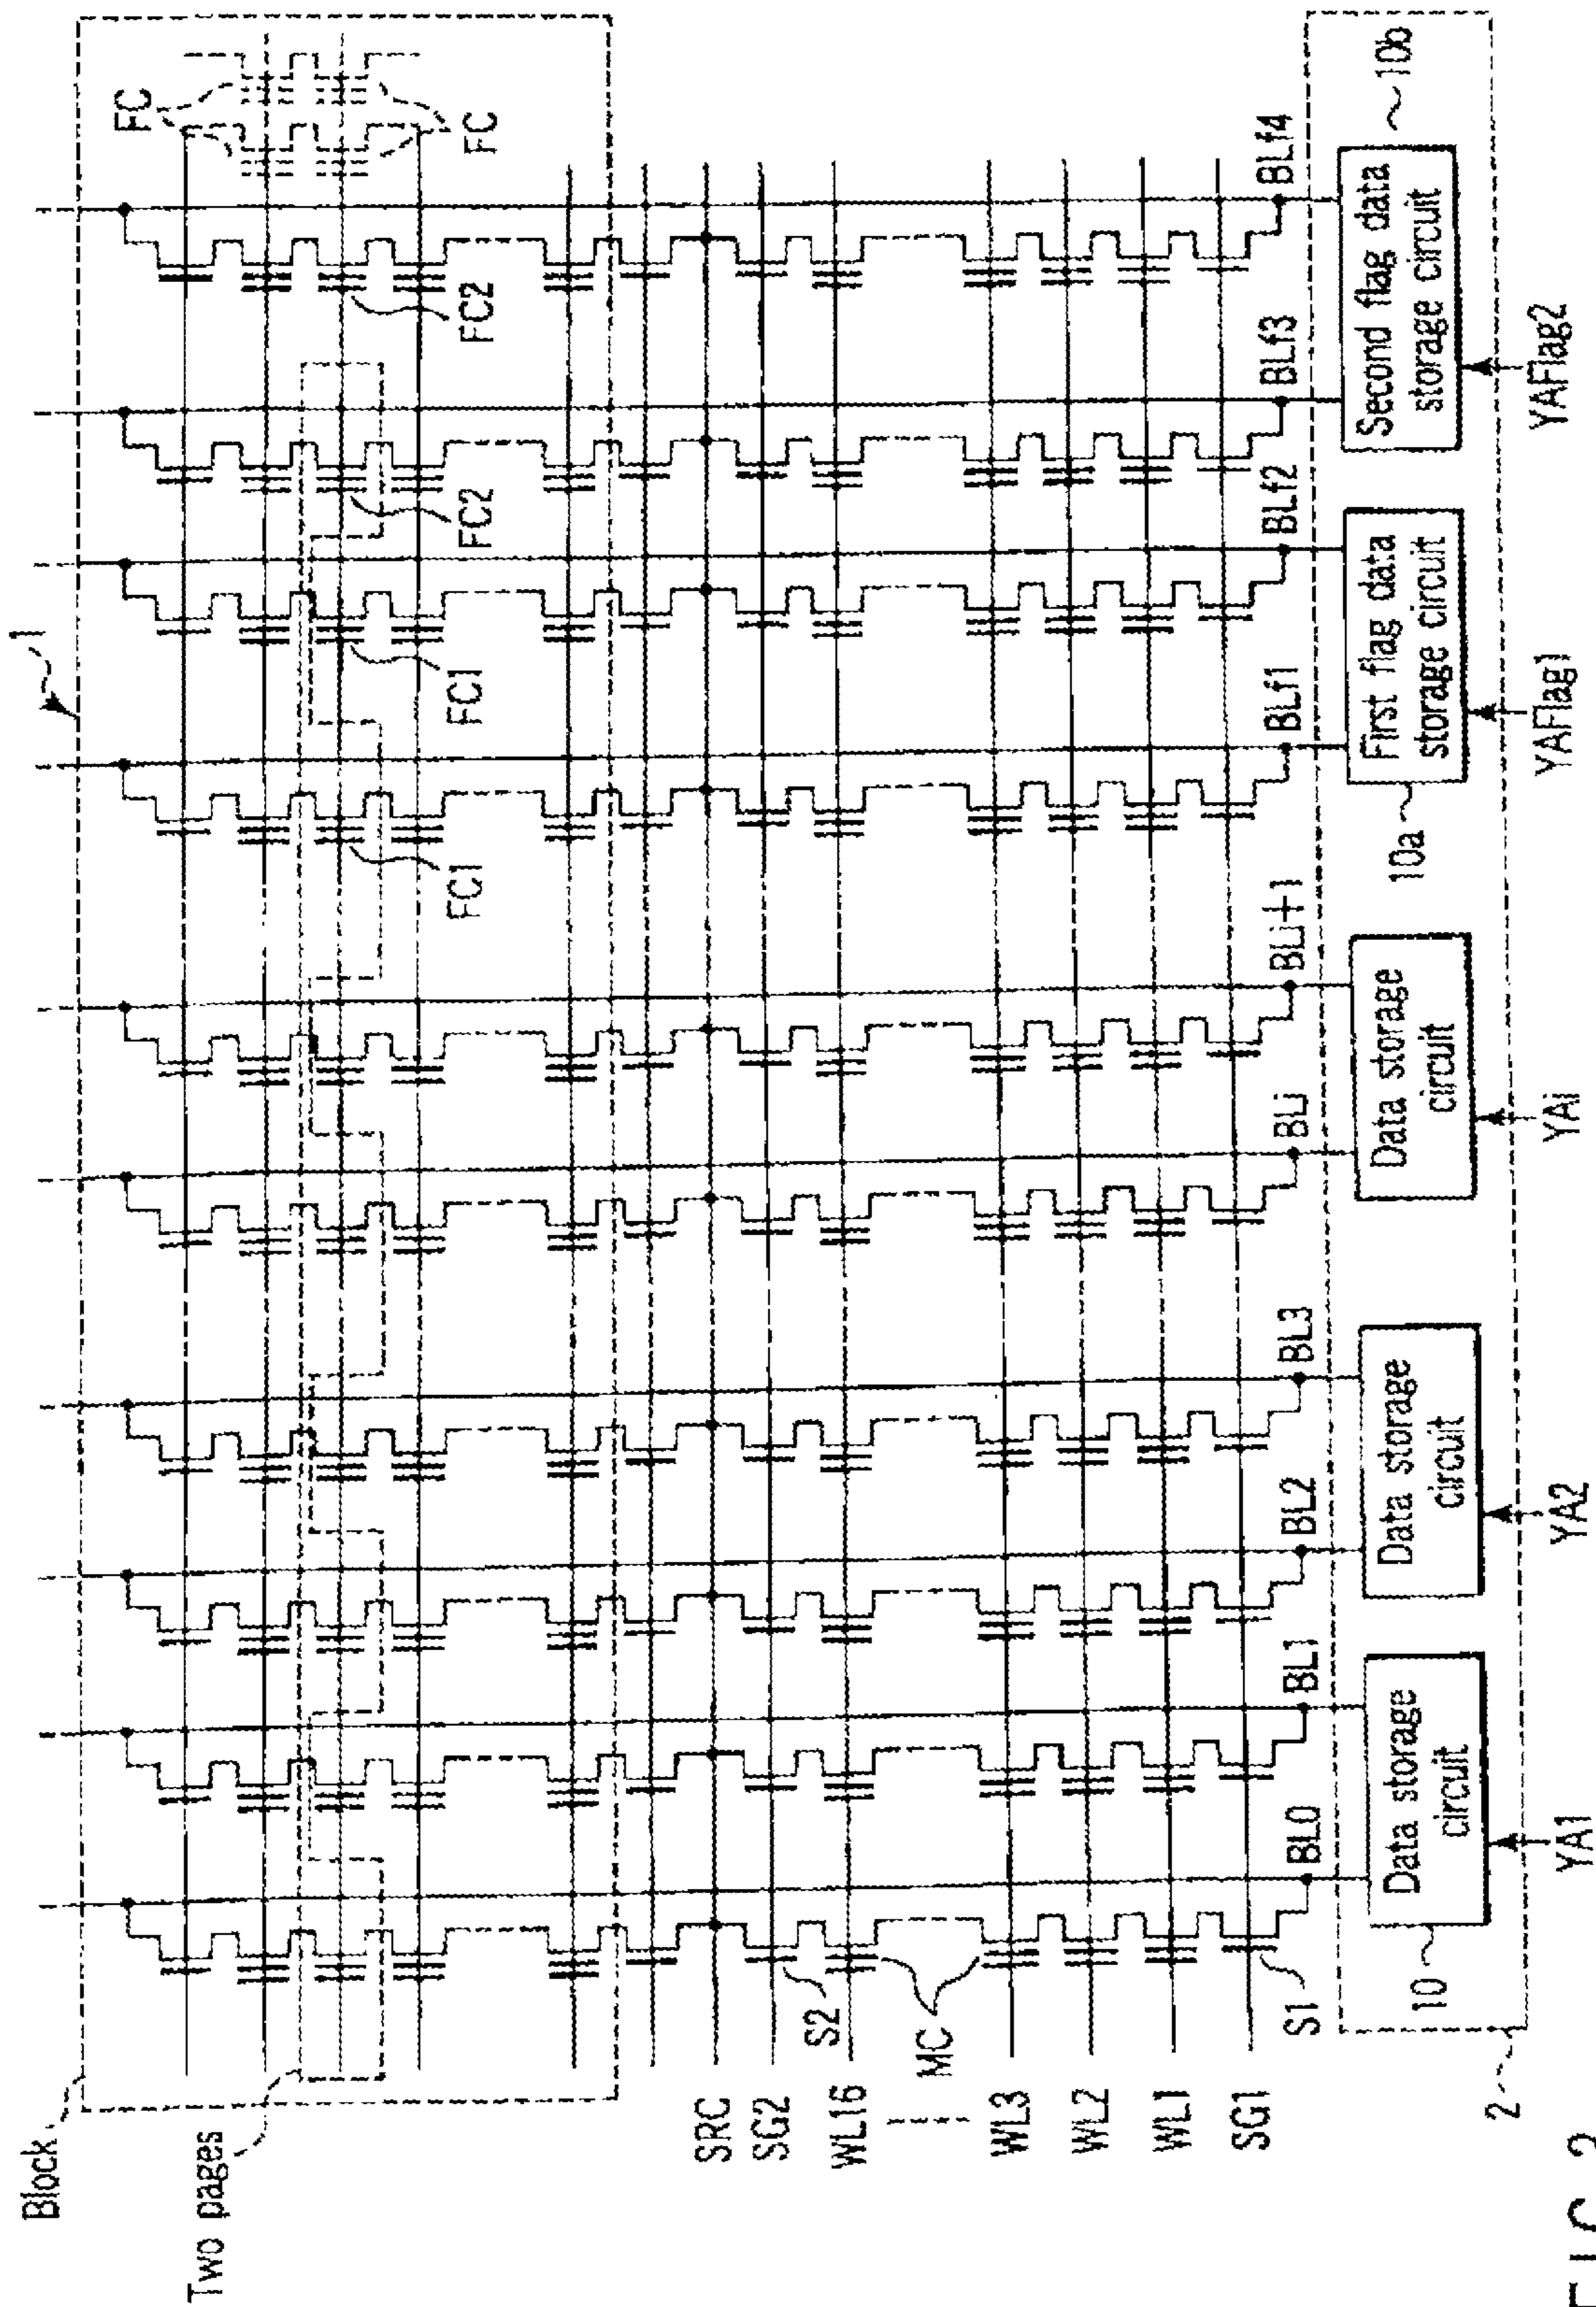 Block
Two pages
1
FC
FC
FC1
FC1
FC2
FC2
SRC
SG2
WL16
WL3
WL2
WL1
SG1
S2
MC
S1
BL0
BL1
BL2
BL3
BLi
BLi+1
BLf1
BLf2
BLf3
BLf4
10
Data storage
circuit
Data storage
circuit
Data storage
circuit
10a
First flag data
storage circuit
Second flag data
storage circuit
10b
2
YA1
YA2
YAi
YAFlag1
YAFlag2